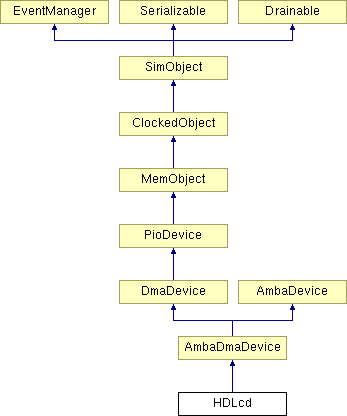 EventManager Serializable Drainable
SimObject
ClockedObject
MemObject
PioDevice
DmaDevice AmbaDevice
AmbaDmaDevice
HDLcd